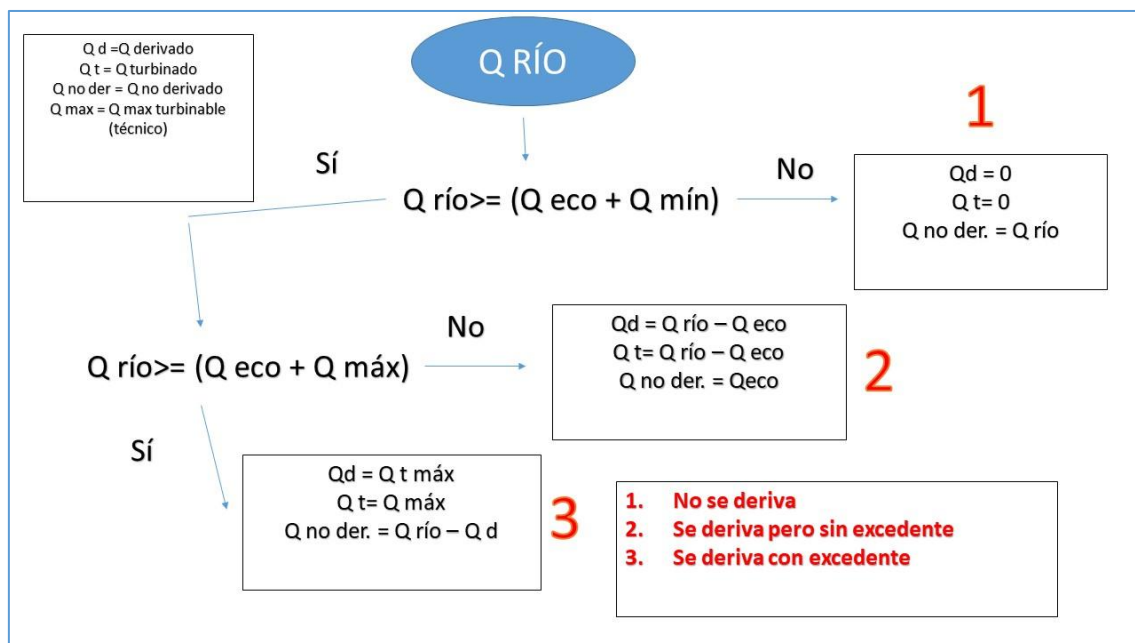 Q d =Q derivado
Q t = Q turbinado
Q no der = Q no derivado
Q max = Q max turbinable
(técnico)
Q RÍO
1
Sí
Q río>= (Q eco + Q mín)
No
Qd = 0
Q t= 0
Q no der. = Q río
Q río>= (Q eco + Q máx)
No
Qd = Q río – Q eco
Q t= Q río – Q eco
Q no der. = Qeco
2
Sí
Qd = Q t máx
Q t= Q máx
Q no der. = Q río – Q d
3
1. No se deriva
2. Se deriva pero sin excedente
3. Se deriva con excedente